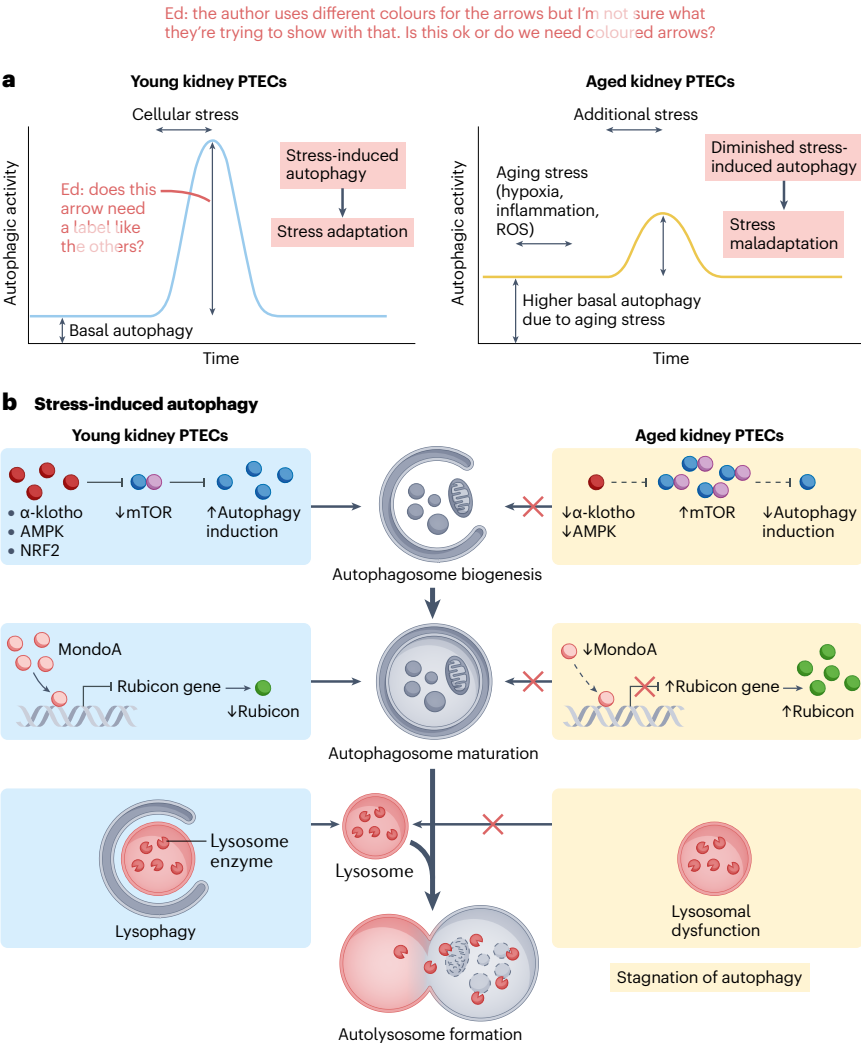 Ed: the author uses different colours for the arrows but I'm not sure what
they're trying to show with that. Is this ok or do we need coloured arrows?
a
Young kidney PTECs
Cellular stress
Autophagic activity
Ed: does this
arrow need
a label like
the others?
Stress-induced
autophagy
Stress adaptation
Basal autophagy
Time
Aged kidney PTECs
Additional stress
Autophagic activity
Aging stress
(hypoxia,
inflammation,
ROS)
Diminished stress-
induced autophagy
Stress
maladaptation
Higher basal autophagy
due to aging stress
Time
b Stress-induced autophagy
Young kidney PTECs
Aged kidney PTECs
• α-klotho
• AMPK
• NRF2
↓mTOR
↑Autophagy
induction
Autophagosome biogenesis
↓α-klotho
↓AMPK
↑mTOR
↓Autophagy
induction
MondoA
Rubicon gene
↓Rubicon
Autophagosome maturation
↓MondoA
↑Rubicon gene
↑Rubicon
Lysosome
enzyme
Lysophagy
Lysosome
Lysosomal
dysfunction
Stagnation of autophagy
Autolysosome formation